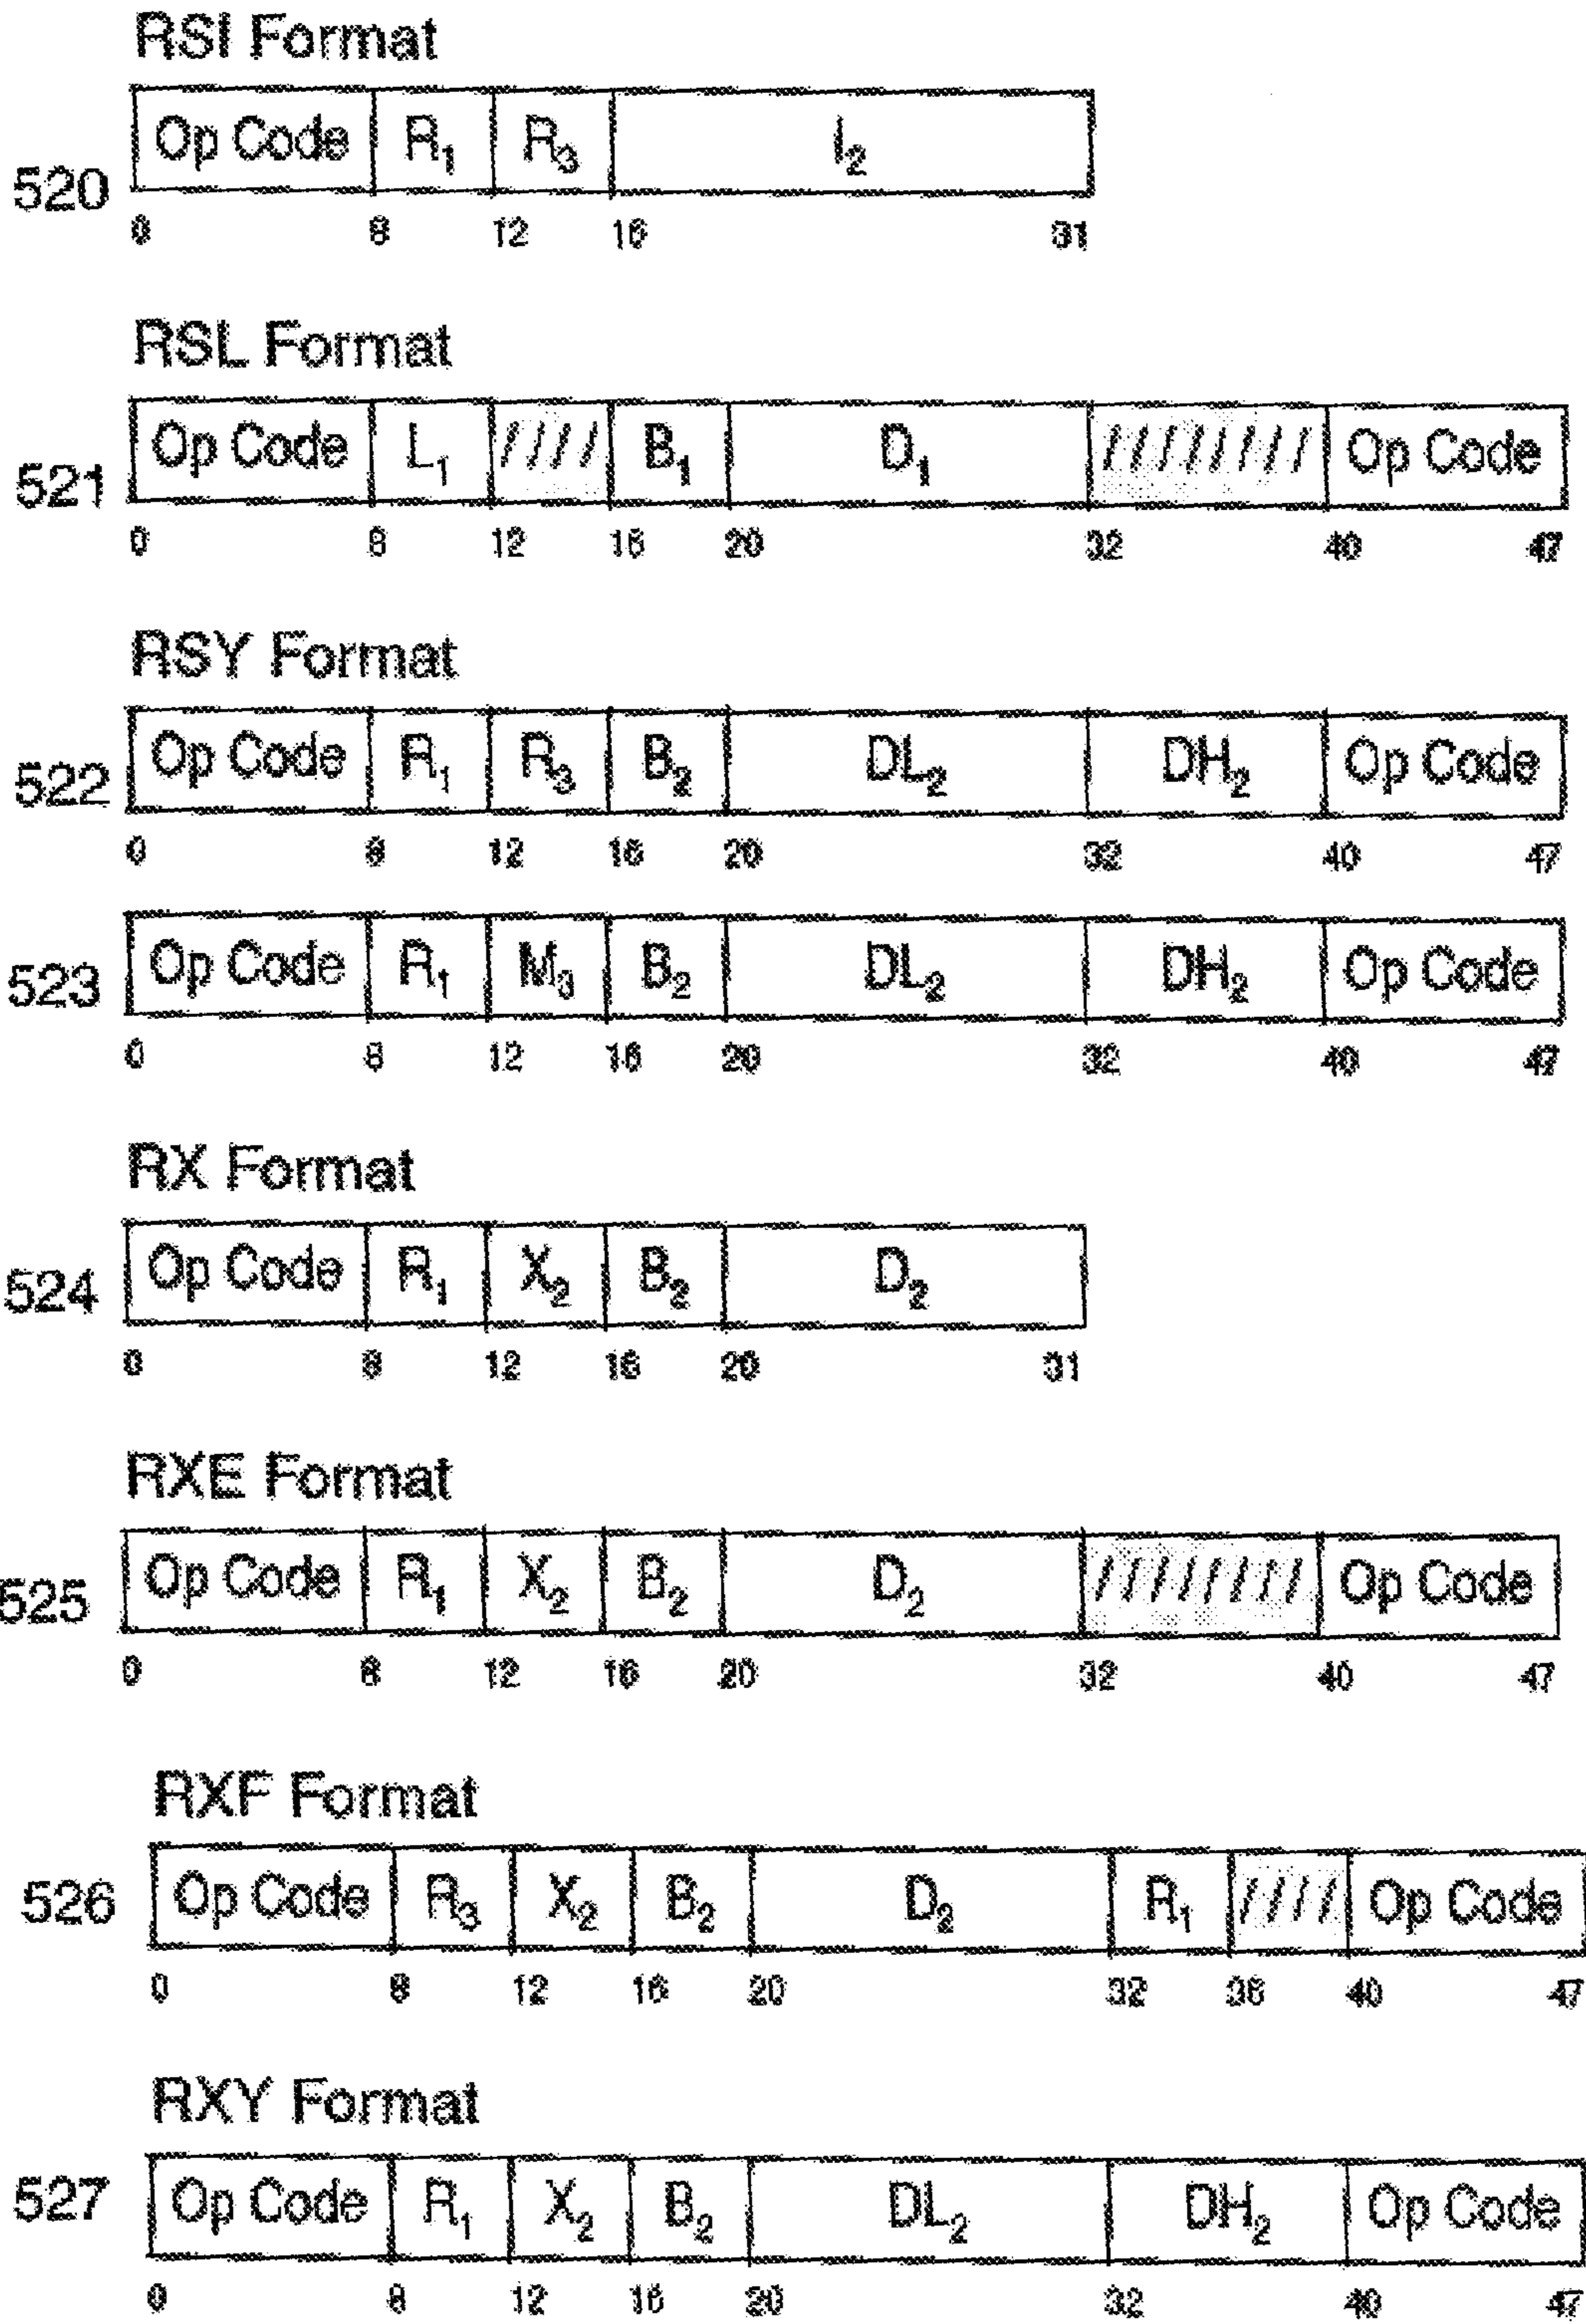 RSI Format
520 Op Code R₁ R₃ I₂
0 8 12 16 31
RSL Format
521 Op Code L₁ //// B₁ D₁ //////// Op Code
0 8 12 16 20 32 40 47
RSY Format
522 Op Code R₁ R₃ B₂ DL₂ DH₂ Op Code
0 8 12 16 20 32 40 47
523 Op Code R₁ M₃ B₂ DL₂ DH₂ Op Code
0 8 12 16 20 32 40 47
RX Format
524 Op Code R₁ X₂ B₂ D₂
0 8 12 16 20 31
RXE Format
525 Op Code R₁ X₂ B₂ D₂ //////// Op Code
0 8 12 16 20 32 40 47
RXF Format
526 Op Code R₃ X₂ B₂ D₂ R₁ //// Op Code
0 8 12 16 20 32 36 40 47
RXY Format
527 Op Code R₁ X₂ B₂ DL₂ DH₂ Op Code
0 8 12 16 20 32 40 47